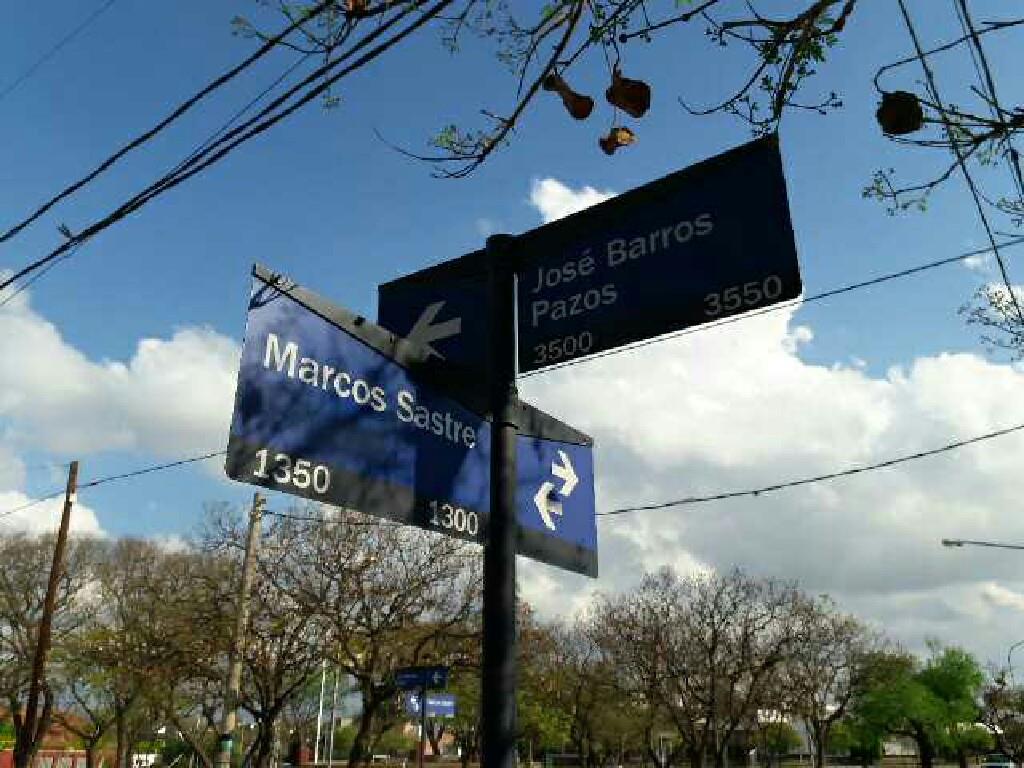 José Barros
Pazos
3500 3550
Marcos Sastre
1350 1300